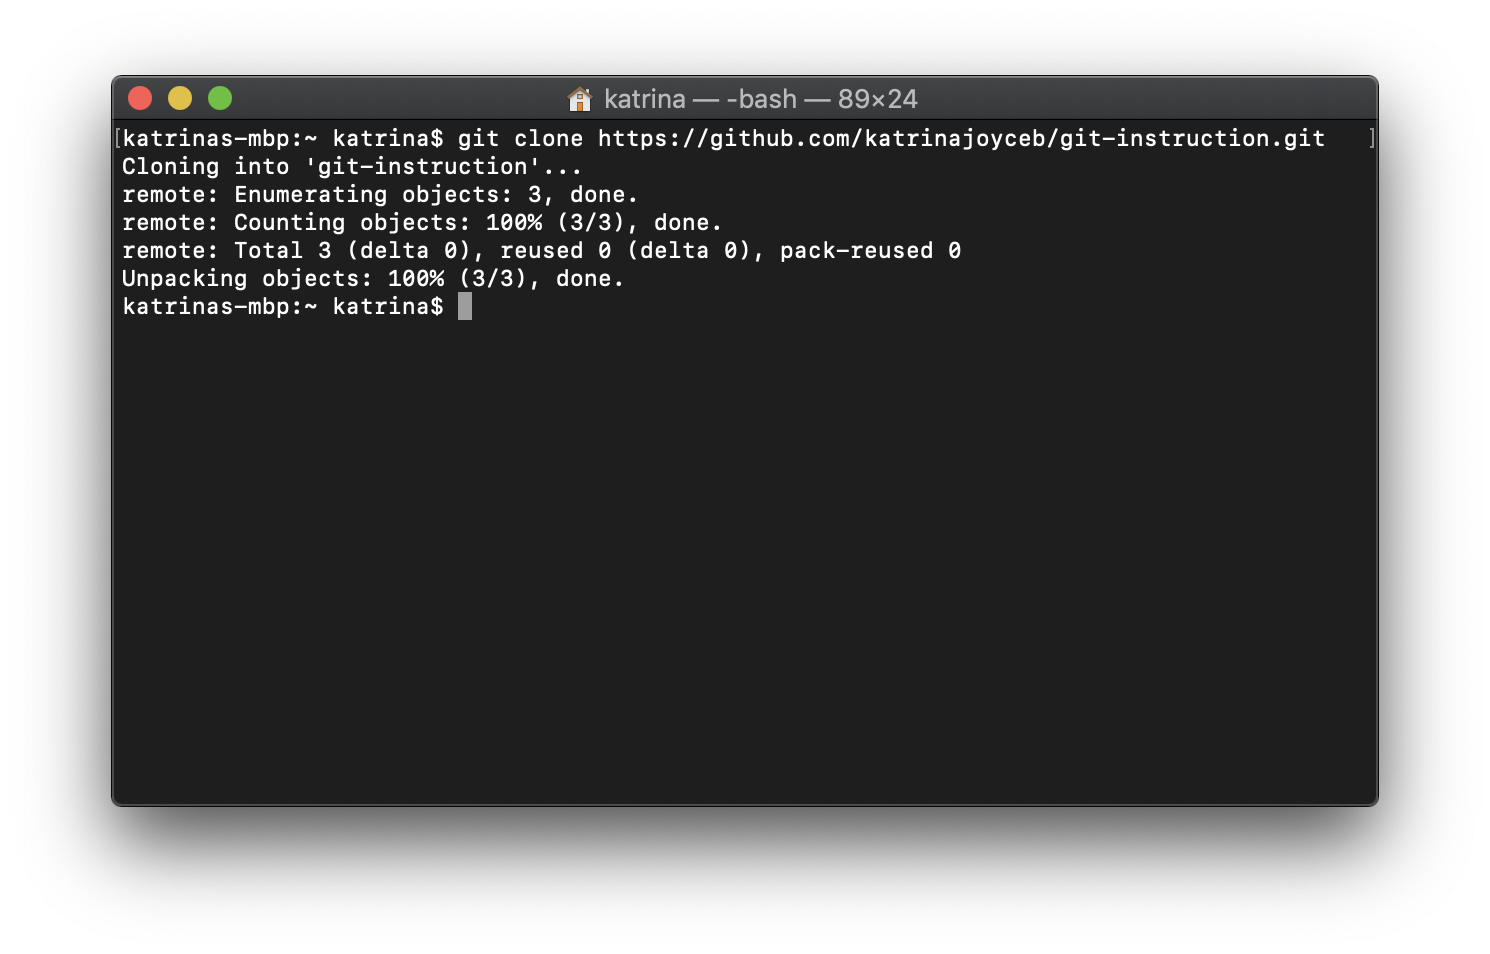 katrina — -bash — 89×24
[katrinas-mbp:~ katrina$ git clone https://github.com/katrinajoyceb/git-instruction.git ]
Cloning into 'git-instruction'...
remote: Enumerating objects: 3, done.
remote: Counting objects: 100% (3/3), done.
remote: Total 3 (delta 0), reused 0 (delta 0), pack-reused 0
Unpacking objects: 100% (3/3), done.
katrinas-mbp:~ katrina$